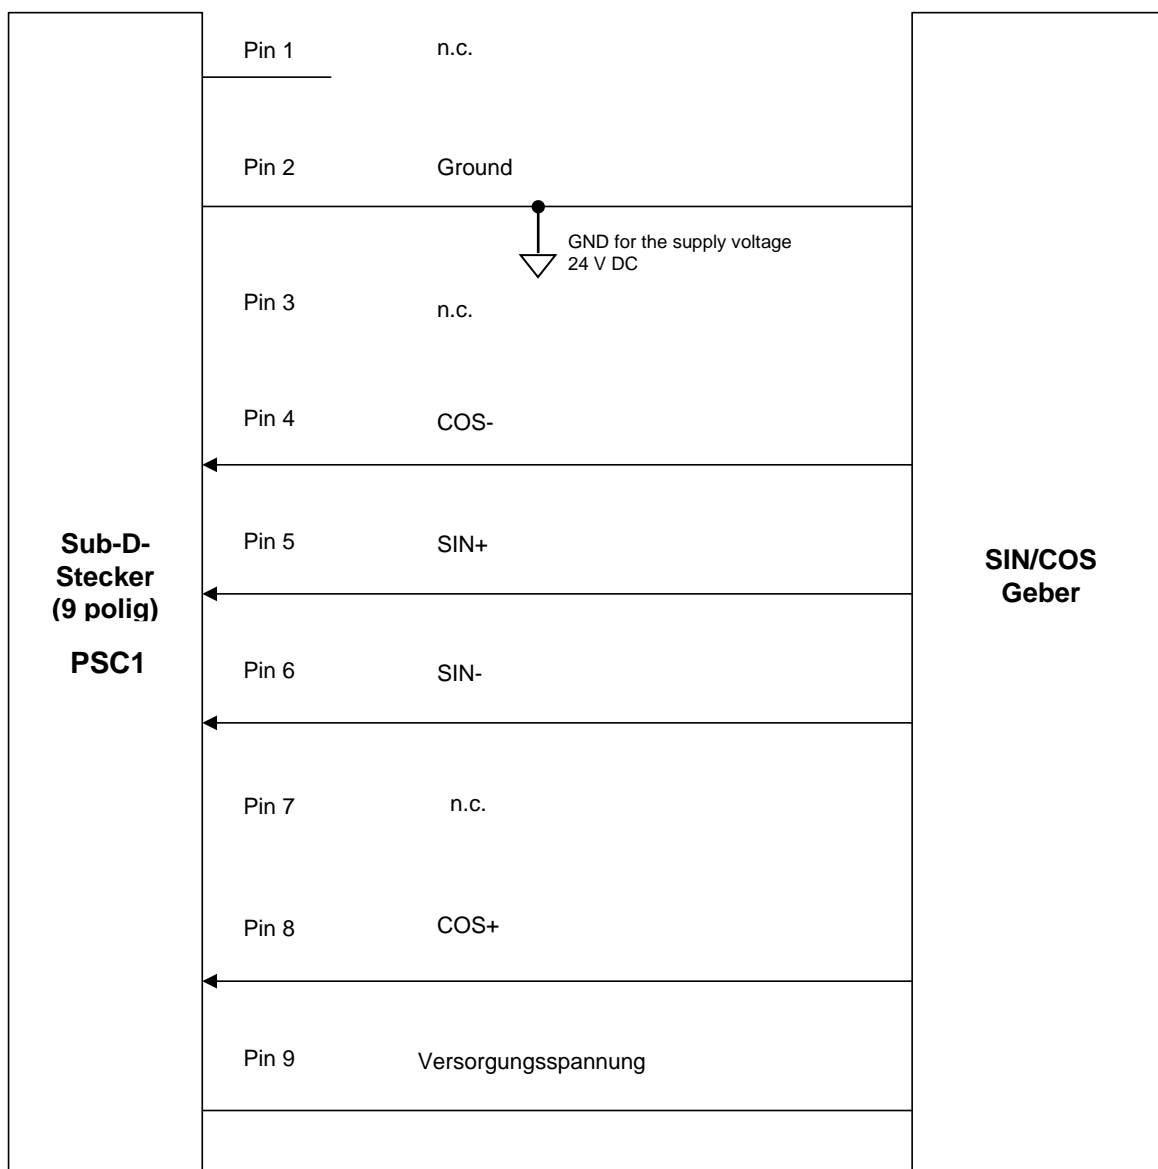 Pin 1
n.c.
Pin 2
Ground
GND for the supply voltage
24 V DC
Pin 3
n.c.
Pin 4
COS-
Sub-D-
Stecker
(9 polig)
PSC1
Pin 5
SIN+
SIN/COS
Geber
Pin 6
SIN-
Pin 7
n.c.
Pin 8
COS+
Pin 9
Versorgungsspannung